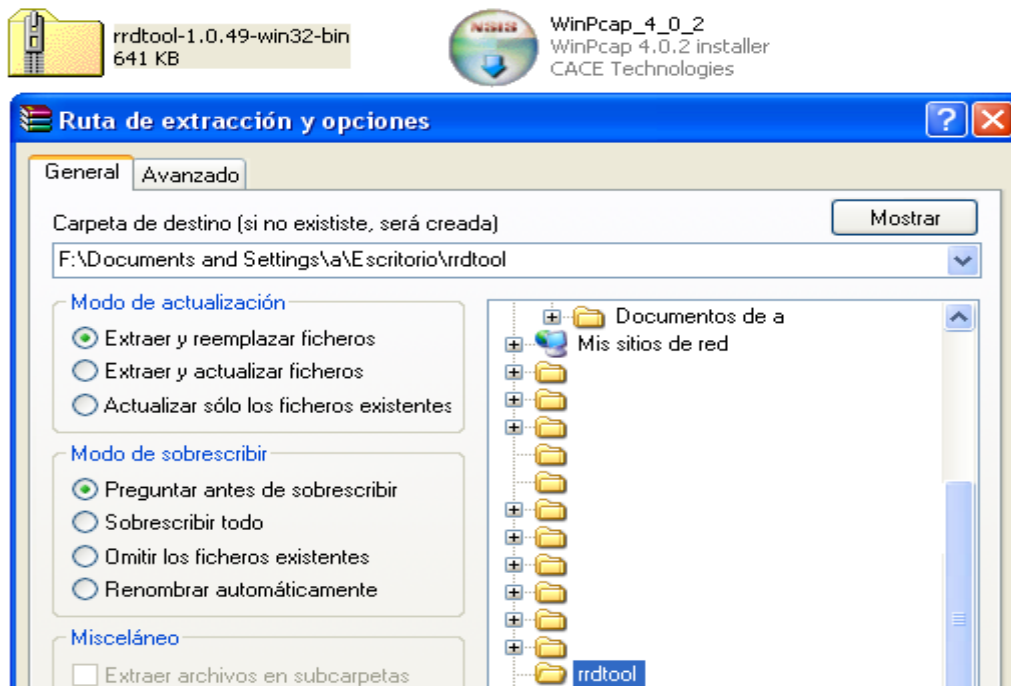 rrdtool-1.0.49-win32-bin
641 KB
NSIS
WinPcap_4_0_2
WinPcap 4.0.2 installer
CACE Technologies
Ruta de extracción y opciones
General
Avanzado
Carpeta de destino (si no exististe, será creada)
Mostrar
F:\Documents and Settings\a\Escritorio\rrdtool
Modo de actualización
Extraer y reemplazar ficheros
Extraer y actualizar ficheros
Actualizar sólo los ficheros existentes
Modo de sobrescribir
Preguntar antes de sobrescribir
Sobrescribir todo
Omitir los ficheros existentes
Renombrar automáticamente
Misceláneo
Extraer archivos en subcarpetas
Documentos de a
Mis sitios de red
rrdtool